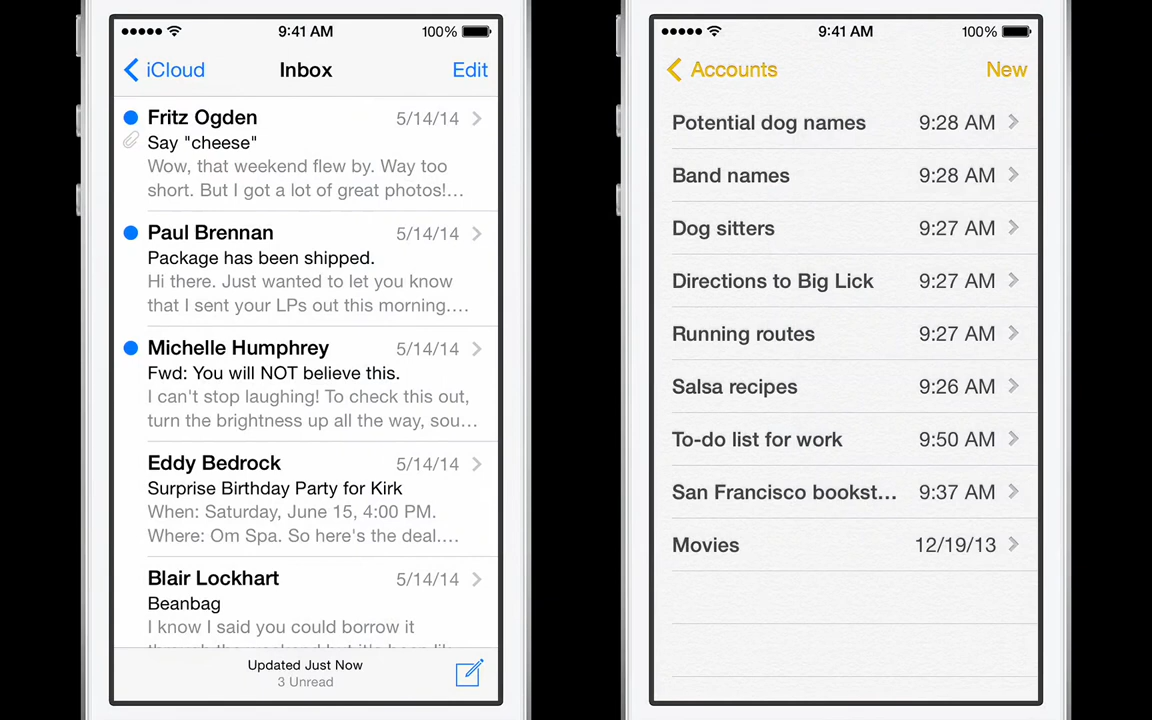 9:41 AM 100%
iCloud Inbox Edit
Fritz Ogden 5/14/14
Say "cheese"
Wow, that weekend flew by. Way too
short. But I got a lot of great photos!...
Paul Brennan 5/14/14
Package has been shipped.
Hi there. Just wanted to let you know
that I sent your LPs out this morning....
Michelle Humphrey 5/14/14
Fwd: You will NOT believe this.
I can't stop laughing! To check this out,
turn the brightness up all the way, sou...
Eddy Bedrock 5/14/14
Surprise Birthday Party for Kirk
When: Saturday, June 15, 4:00 PM.
Where: Om Spa. So here's the deal....
Blair Lockhart 5/14/14
Beanbag
I know I said you could borrow it
Updated Just Now
3 Unread
9:41 AM 100%
Accounts New
Potential dog names 9:28 AM
Band names 9:28 AM
Dog sitters 9:27 AM
Directions to Big Lick 9:27 AM
Running routes 9:27 AM
Salsa recipes 9:26 AM
To-do list for work 9:50 AM
San Francisco bookst... 9:37 AM
Movies 12/19/13